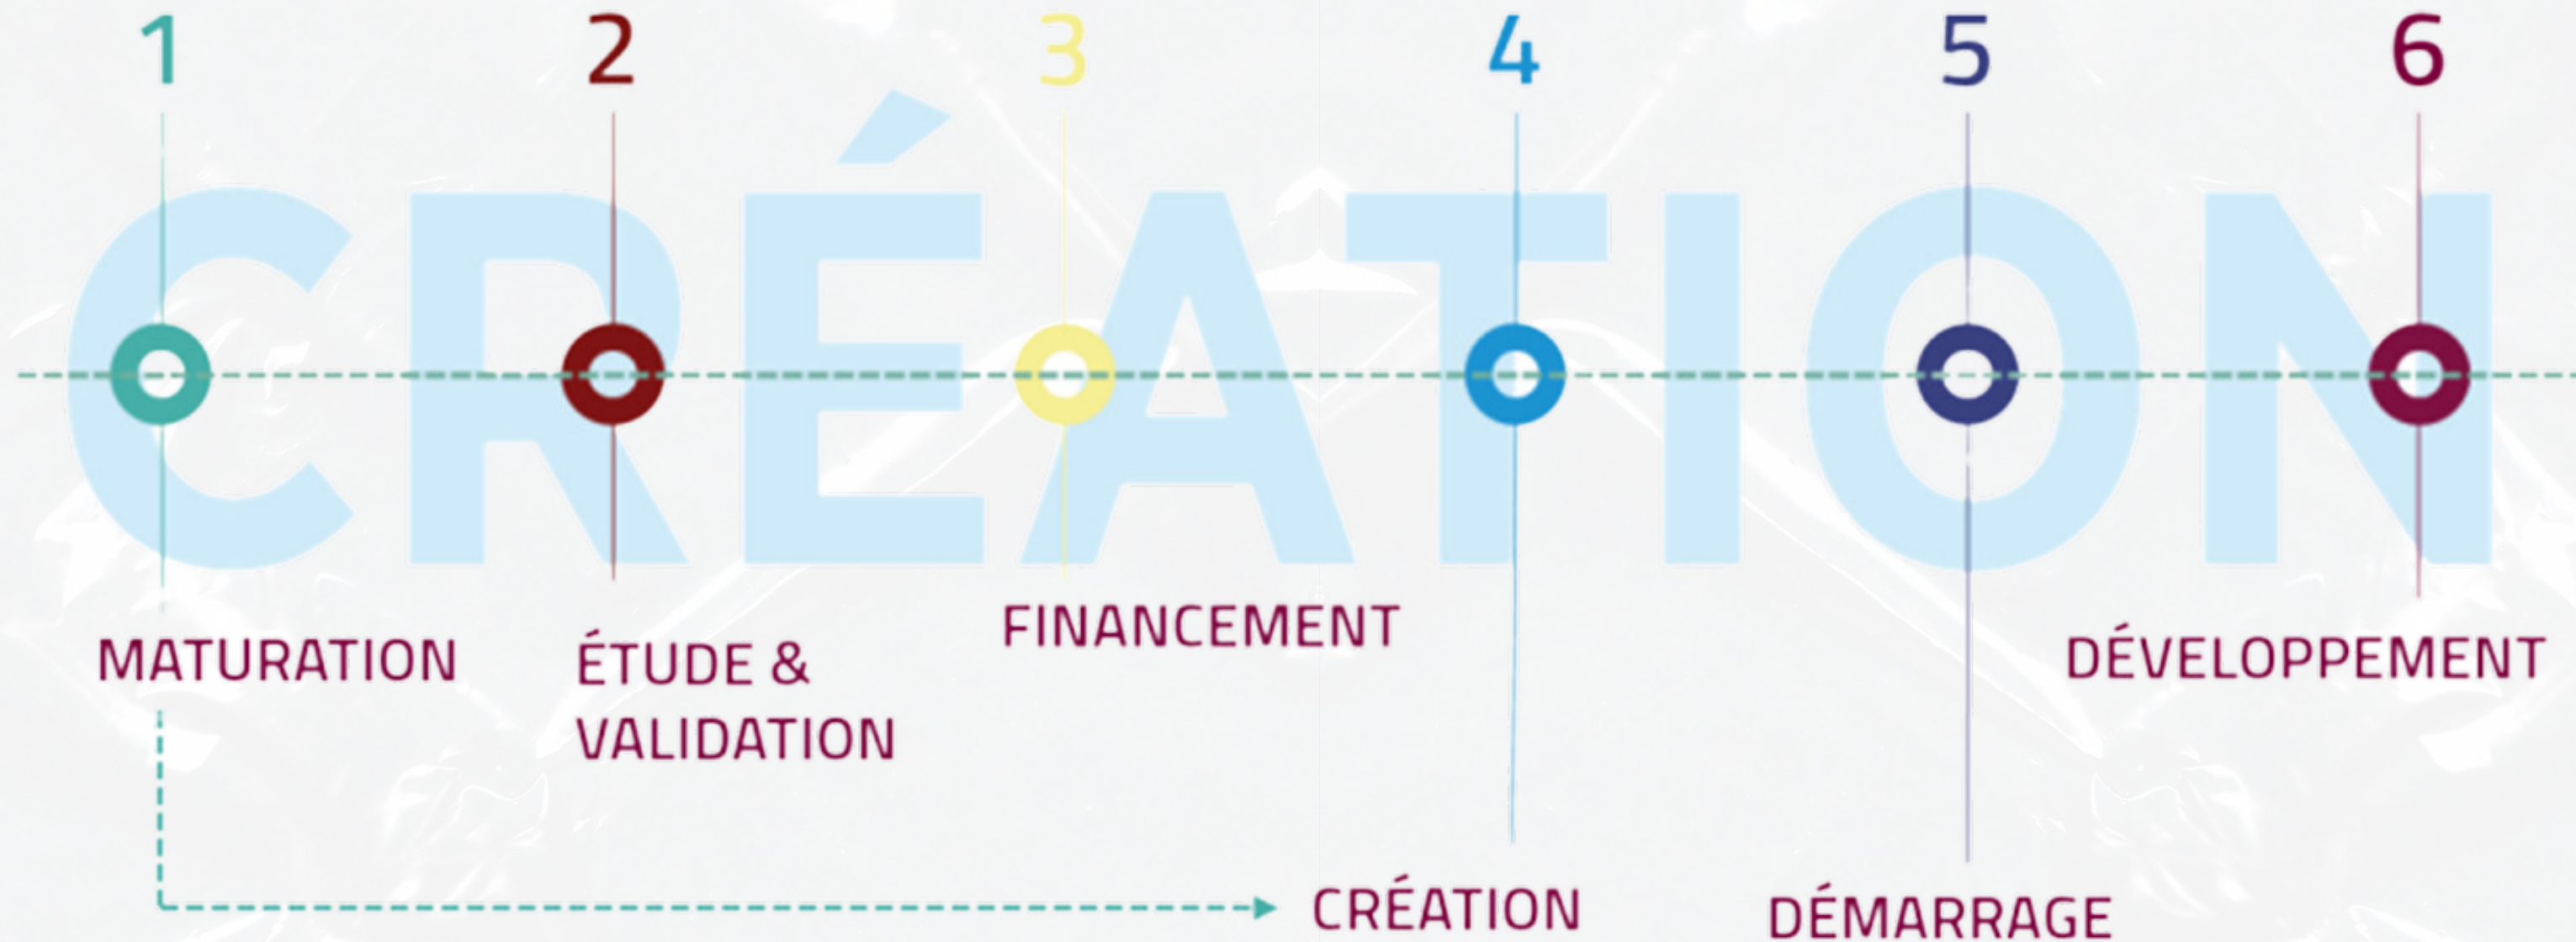 1 2 3 4 5 6
CRÉATION
MATURATION
ÉTUDE &
VALIDATION
FINANCEMENT
CRÉATION
DÉMARRAGE
DÉVELOPPEMENT